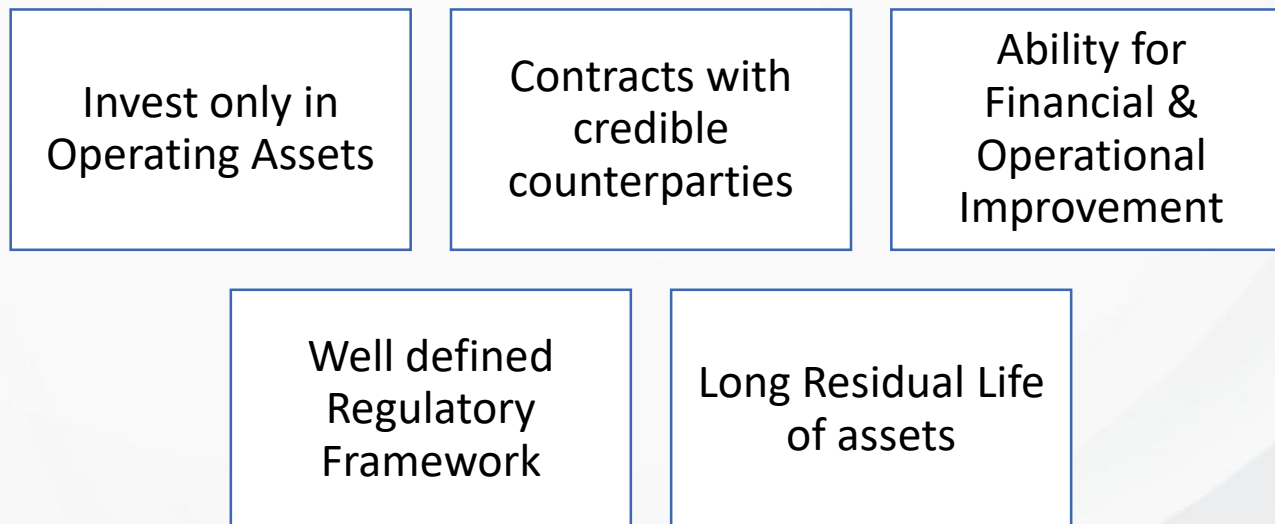 Invest only in
Operating Assets
Contracts with
credible
counterparties
Ability for
Financial &
Operational
Improvement
Well defined
Regulatory
Framework
Long Residual Life
of assets